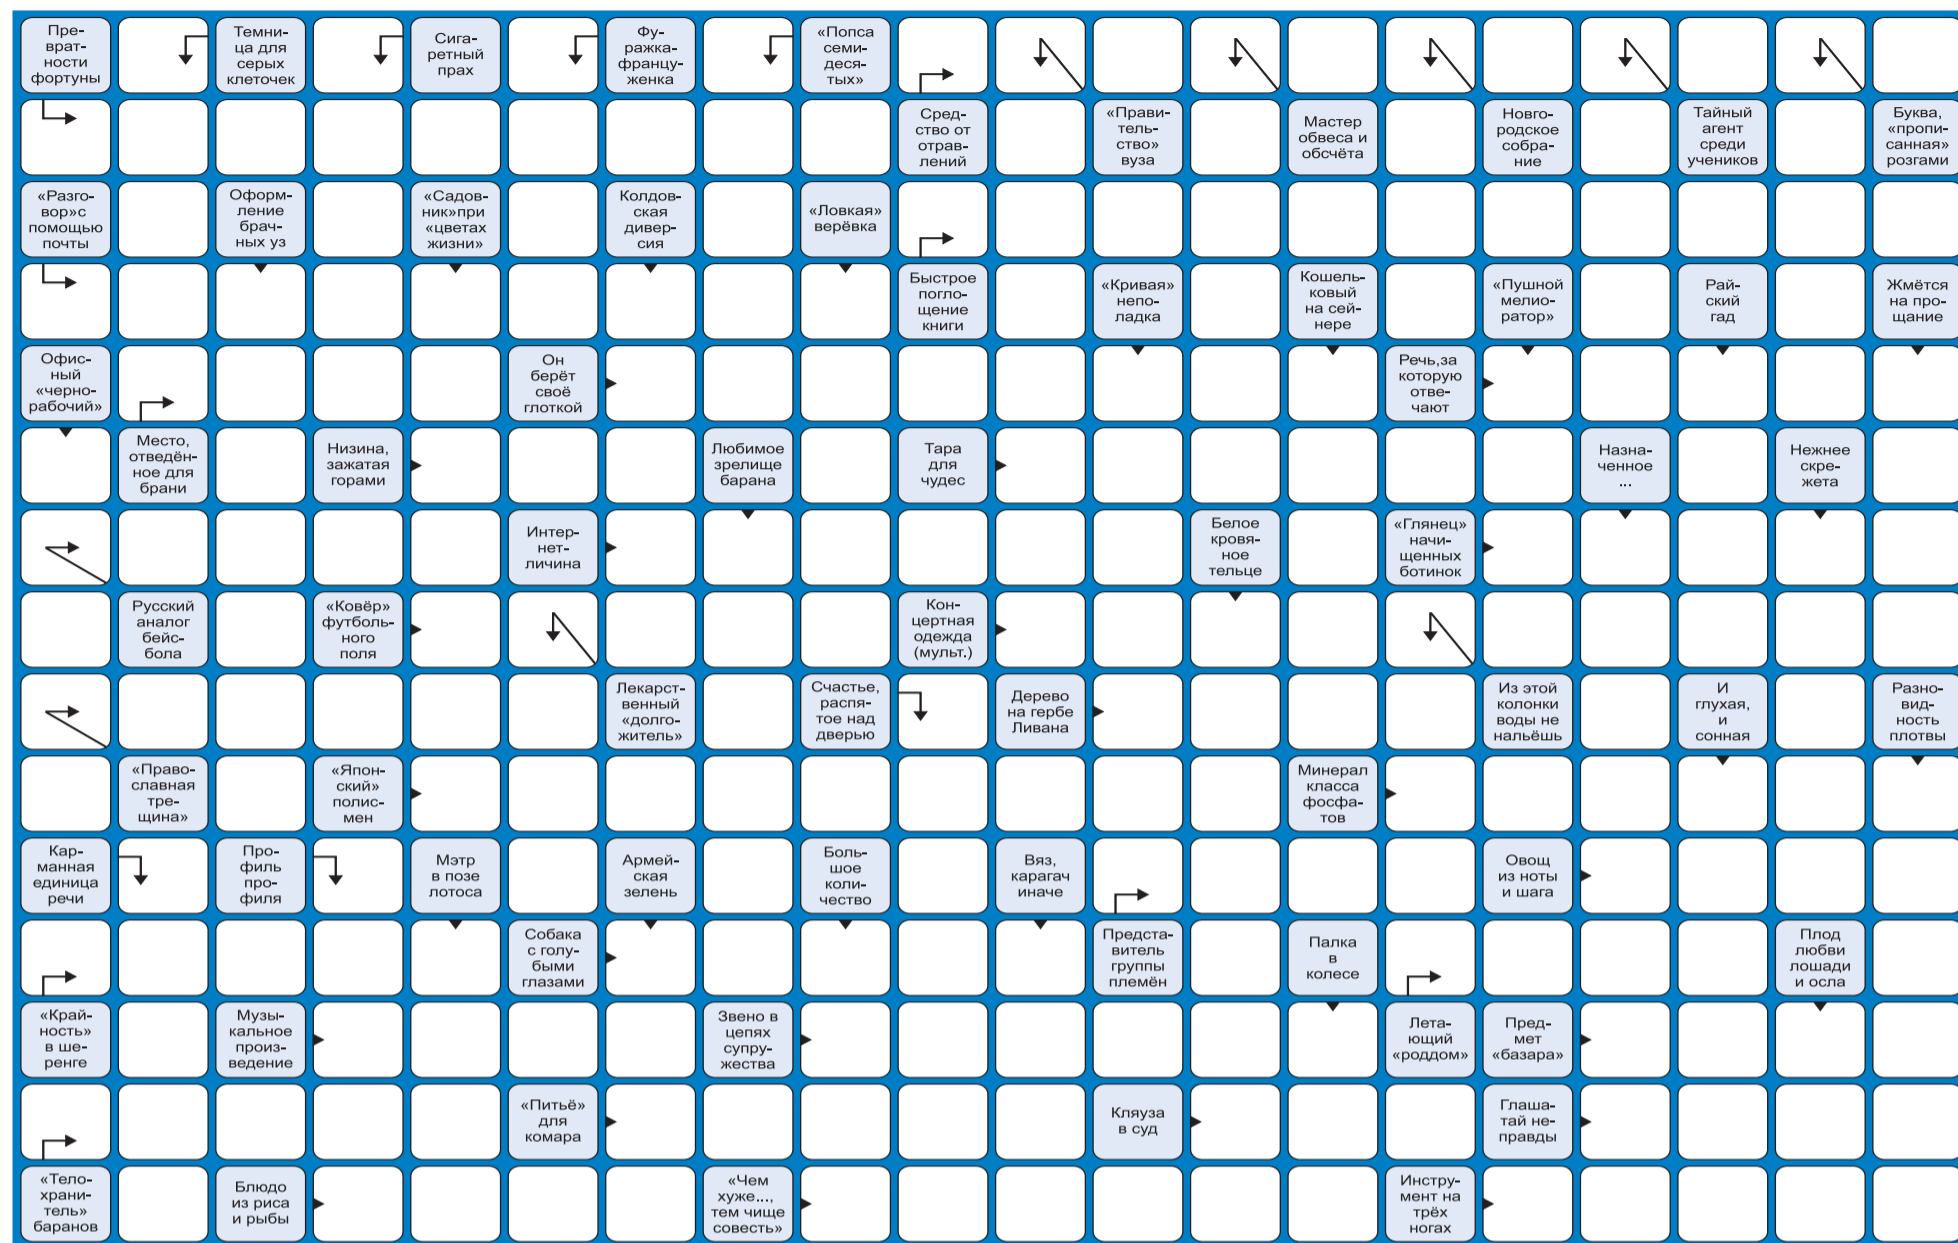 Пре-
врат-
ности
фортуны
Темни-
ца для
серых
клеточек
Сига-
ретный
прах
Фу-
ражка-
францу-
женка
«Попса
семи-
деся-
тых»
Сред-
ство от
отрав-
лений
«Прави-
тель-
ство»
вуза
Мастер
обвеса и
обсчёта
Новго-
родское
собра-
ние
Тайный
агент
среди
учеников
Буква,
«пропи-
санная»
розгами
«Разго-
вор»с
помощью
почты
Оформ-
ление
брач-
ных уз
«Садов-
ник»при
«цветах
жизни»
Колдов-
ская
дивер-
сия
«Ловкая»
верёвка
Быстрое
погло-
щение
книги
«Кривая»
непо-
ладка
Кошель-
ковый
на сей-
нере
«Пушной
мелио-
ратор»
Рай-
ский
гад
Жмётся
на про-
щание
Офис-
ный
«черно-
рабочий»
Он
берёт
своё
глоткой
Речь,за
которую
отве-
чают
Место,
отведён-
ное для
брани
Низина,
зажатая
горами
Любимое
зрелище
барана
Тара
для
чудес
Назна-
ченное
...
Нежнее
скре-
жета
Интер-
нет-
личина
Белое
кровя-
ное
тельце
«Глянец»
начи-
щенных
ботинок
Русский
аналог
бейс-
бола
«Ковёр»
футболь-
ного
поля
Кон-
цертная
одежда
(мульт.)
Лекарст-
венный
«долго-
житель»
Счастье,
распя-
тое над
дверью
Дерево
на гербе
Ливана
Из этой
колонки
воды не
нальёшь
И
глухая,
и
сонная
Разно-
вид-
ность
плотвы
«Право-
славная
тре-
щина»
«Япон-
ский»
полис-
мен
Минерал
класса
фосфа-
тов
Кар-
манная
единица
речи
Про-
филь
про-
филя
Мэтр
в позе
лотоса
Армей-
ская
зелень
Боль-
шое
коли-
чество
Вяз,
карагач
иначе
Овощ
из ноты
и шага
Собака
с голу-
быми
глазами
Предста-
витель
группы
племён
Палка
в
колесе
Плод
любви
лошади
и осла
«Край-
ность»
в ше-
ренге
Музы-
кальное
произ-
ведение
Звено в
цепях
супру-
жества
Лета-
ющий
«роддом»
Пред-
мет
«базара»
«Питьё»
для
комара
Кляуза
в суд
Глаша-
тай не-
правды
«Тело-
храни-
тель»
баранов
Блюдо
из риса
и рыбы
«Чем
хуже...,
тем чище
совесть»
Инстру-
мент на
трёх
ногах